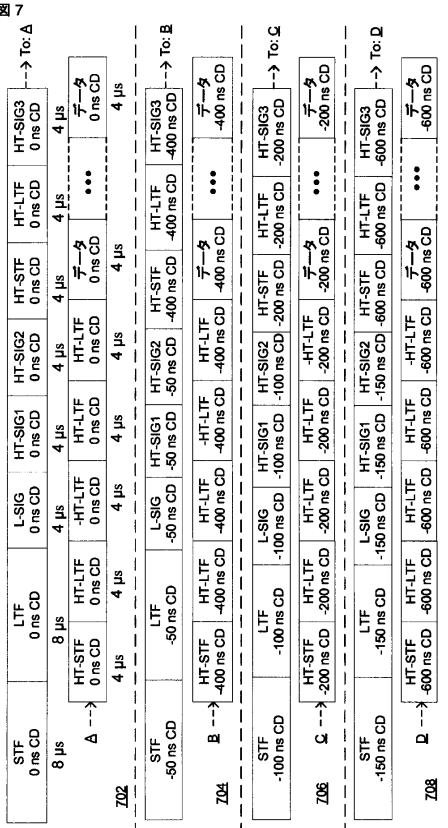 図 7
STF LTF L-SIG HT-SIG1 HT-SIG2 HT-STF HT-LTF HT-SIG3
0 ns CD 0 ns CD 0 ns CD 0 ns CD 0 ns CD 0 ns CD 0 ns CD 0 ns CD
To: A
8 µs 8 µs 4 µs 4 µs 4 µs 4 µs 4 µs 4 µs
A
HT-STF HT-LTF -HT-LTF HT-LTF HT-LTF データ ••• データ
0 ns CD 0 ns CD 0 ns CD 0 ns CD 0 ns CD 0 ns CD 0 ns CD
702
4 µs 4 µs 4 µs 4 µs 4 µs 4 µs 4 µs
STF LTF L-SIG HT-SIG1 HT-SIG2 HT-STF HT-LTF HT-SIG3
-50 ns CD -50 ns CD -50 ns CD -50 ns CD -50 ns CD -400 ns CD -400 ns CD -400 ns CD
To: B
B
HT-STF HT-LTF HT-LTF -HT-LTF HT-LTF データ ••• データ
-400 ns CD -400 ns CD -400 ns CD -400 ns CD -400 ns CD -400 ns CD -400 ns CD
704
STF LTF L-SIG HT-SIG1 HT-SIG2 HT-STF HT-LTF HT-SIG3
-100 ns CD -100 ns CD -100 ns CD -100 ns CD -100 ns CD -200 ns CD -200 ns CD -200 ns CD
To: C
C
HT-STF HT-LTF HT-LTF HT-LTF -HT-LTF データ ••• データ
-200 ns CD -200 ns CD -200 ns CD -200 ns CD -200 ns CD -200 ns CD -200 ns CD
706
STF LTF L-SIG HT-SIG1 HT-SIG2 HT-STF HT-LTF HT-SIG3
-150 ns CD -150 ns CD -150 ns CD -150 ns CD -150 ns CD -600 ns CD -600 ns CD -600 ns CD
To: D
D
HT-STF HT-LTF HT-LTF HT-LTF -HT-LTF データ ••• データ
-600 ns CD -600 ns CD -600 ns CD -600 ns CD -600 ns CD -600 ns CD -600 ns CD
708